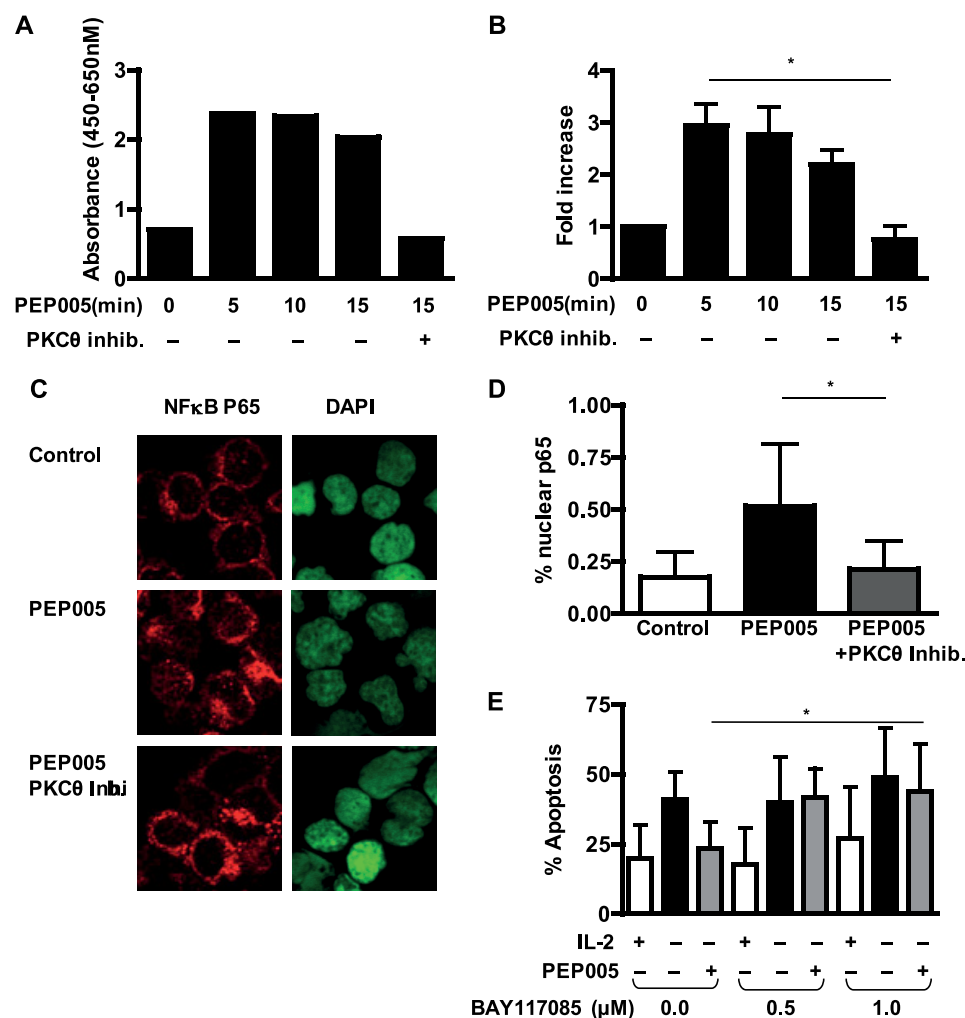 A
Absorbance (450-650nM)
3
2
1
0
PEP005(min) 0 5 10 15 15
PKCθ inhib. – – – – +
B
Fold increase
*
4
3
2
1
0
PEP005(min) 0 5 10 15 15
PKCθ inhib. – – – – +
C
NFκB P65 DAPI
Control
PEP005
PEP005
PKCθ
D
% nuclear p65
*
1.00
0.75
0.50
0.25
0.00
Control PEP005 PEP005
+PKCθ Inhib.
E
% Apoptosis
*
75
50
25
0
IL-2 + – – + – – + – –
PEP005 – – + – – + – – +
BAY117085 (µM) 0.0 0.5 1.0